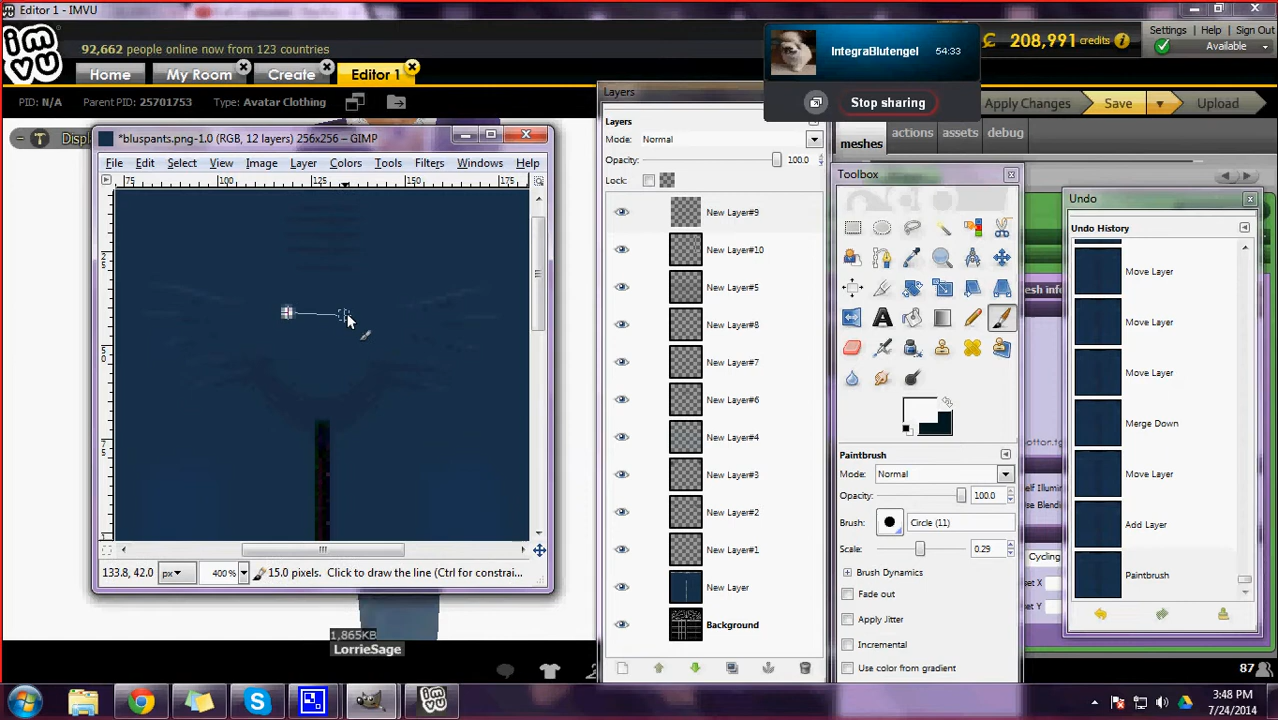 Editor 1 - IMVU
imvu
92,662 people online now from 123 countries
Home
My Room
Create
Editor 1
IntegraBlutengel
54:33
Stop sharing
208,991 credits
Settings
Help
Sign Out
Available
PID: N/A
Parent PID: 25701753
Type: Avatar Clothing
Apply Changes
Save
Upload
meshes
actions
assets
debug
*bluspants.png-1.0 (RGB, 12 layers) 256x256 – GIMP
File Edit Select View Image Layer Colors Tools Filters Windows Help
75 100 125 150 175
133.8, 42.0 px 400% 15.0 pixels. Click to draw the line (Ctrl for constrai...
1,865KB
LorrieSage
Layers
Layers
Mode: Normal
Opacity: 100.0
Lock:
New Layer#9
New Layer#10
New Layer#5
New Layer#8
New Layer#7
New Layer#6
New Layer#4
New Layer#3
New Layer#2
New Layer#1
New Layer
Background
Toolbox
Paintbrush
Mode: Normal
Opacity: 100.0
Brush: Circle (11)
Scale: 0.29
Brush Dynamics
Fade out
Apply Jitter
Incremental
Use color from gradient
Undo
Undo History
Move Layer
Move Layer
Move Layer
Merge Down
Move Layer
Add Layer
Paintbrush
Cycling
87
3:48 PM
7/24/2014